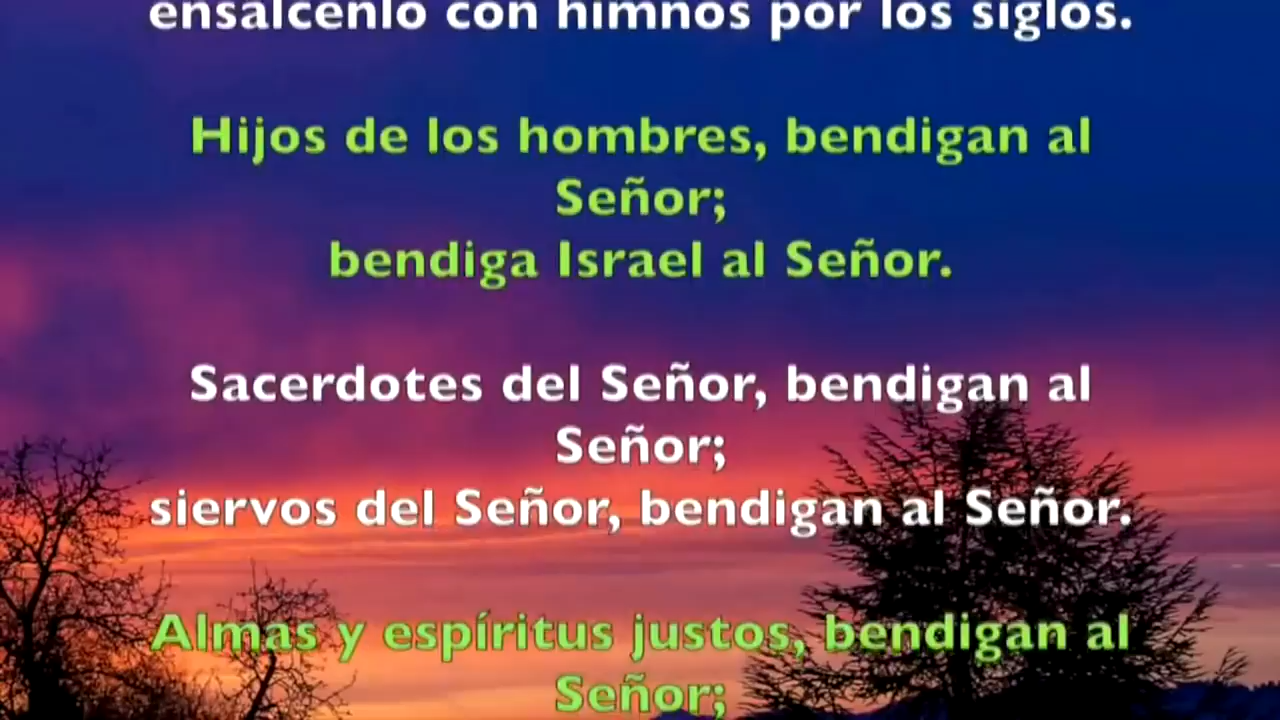 ensálcenlo con himnos por los siglos.
Hijos de los hombres, bendigan al
Señor;
bendiga Israel al Señor.
Sacerdotes del Señor, bendigan al
Señor;
siervos del Señor, bendigan al Señor.
Almas y espíritus justos, bendigan al
Señor;